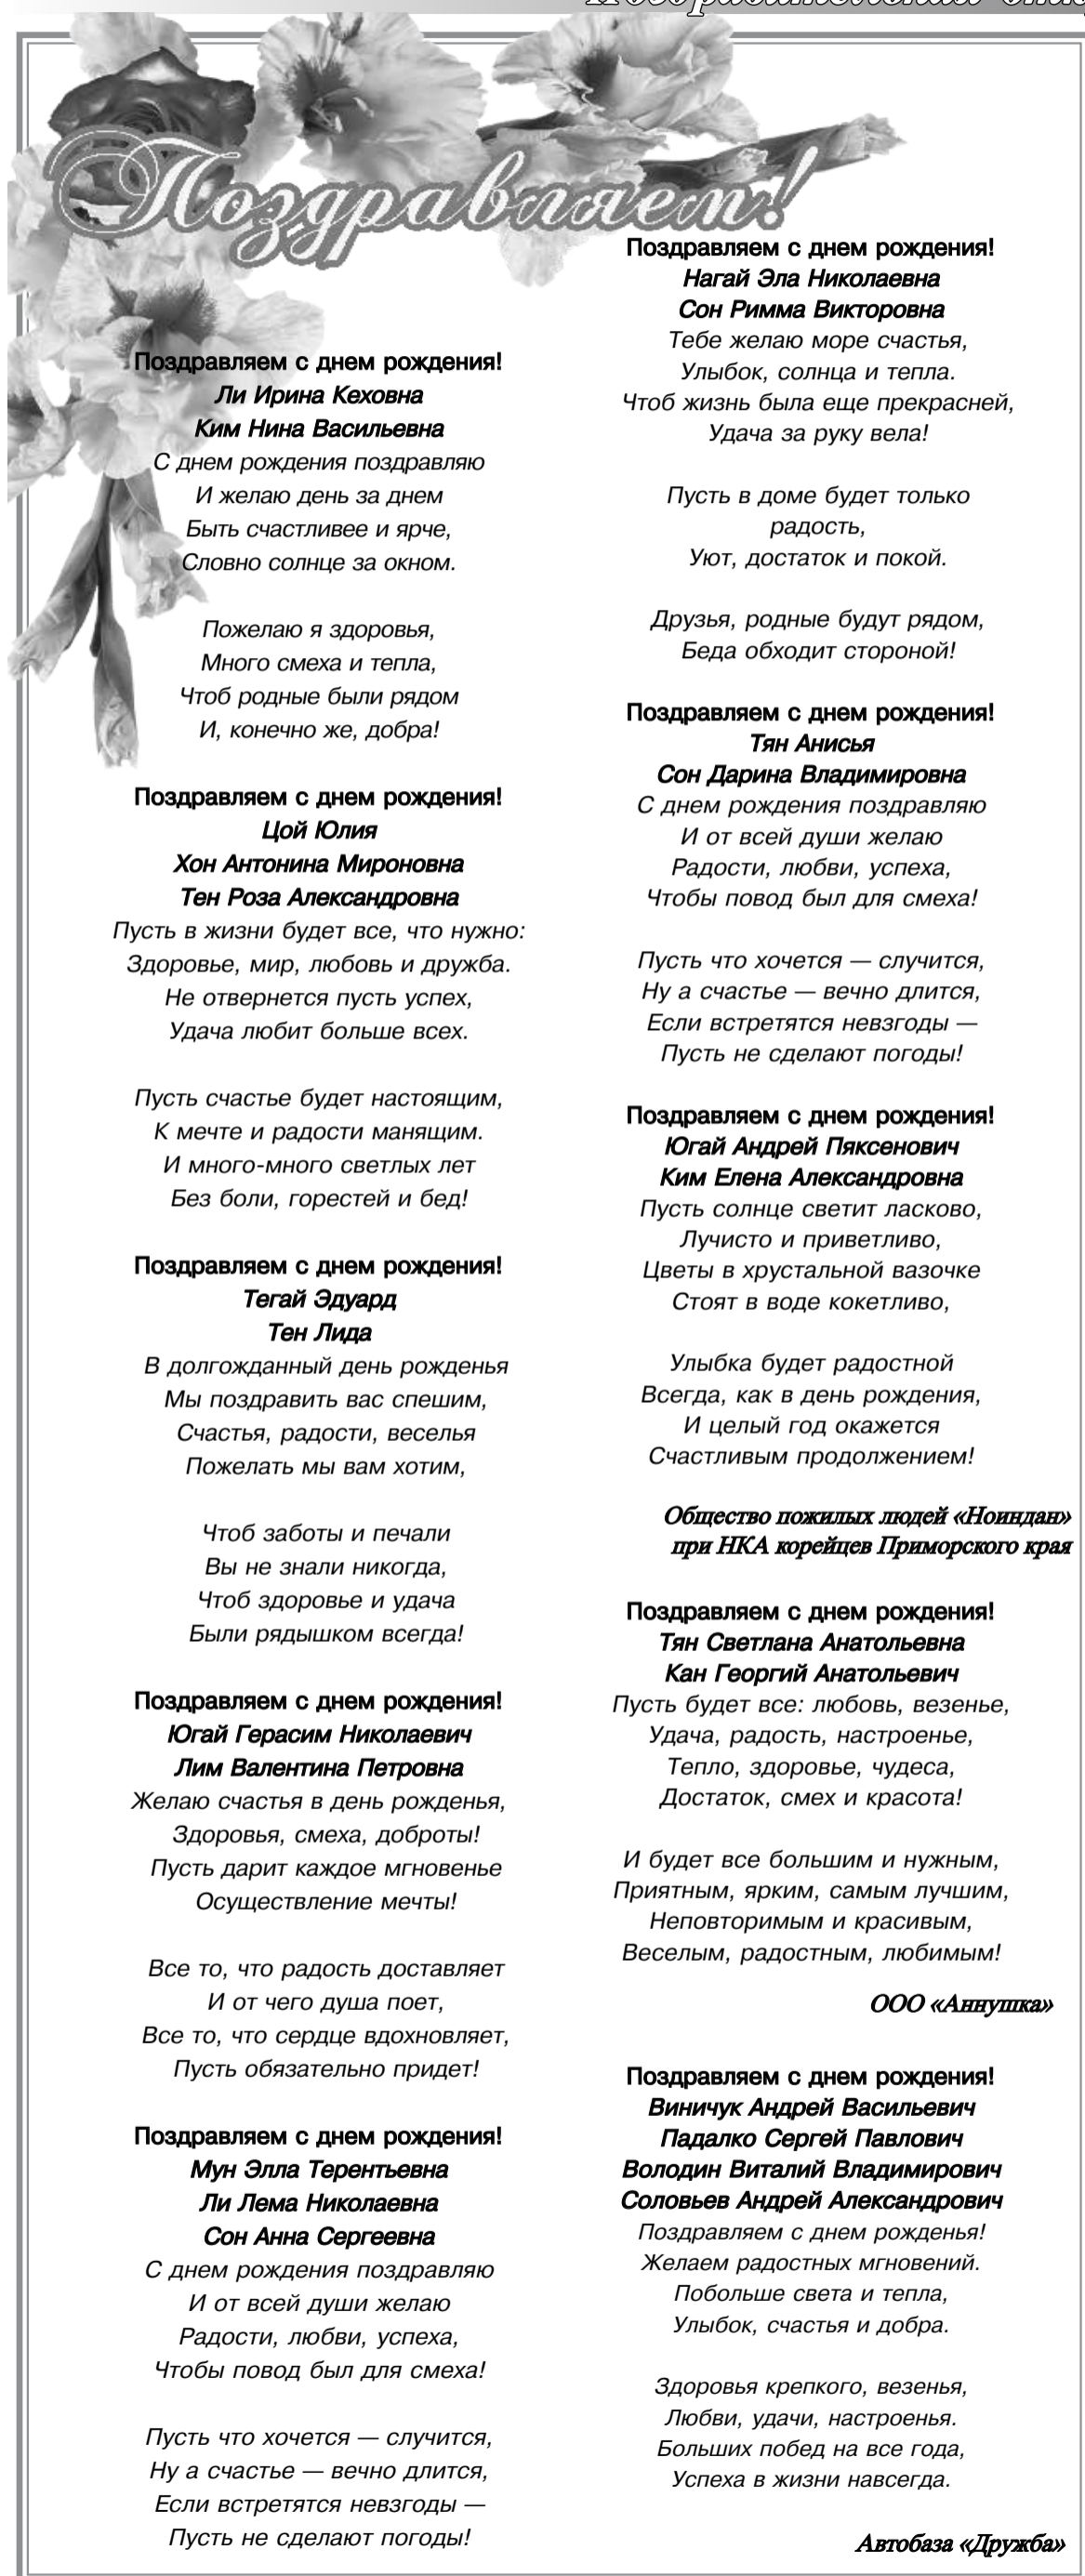 Поздравляем!
Поздравляем с днем рождения!
Ли Ирина Кеховна
Ким Нина Васильевна
С днем рождения поздравляю
И желаю день за днем
Быть счастливее и ярче,
Словно солнце за окном.
Пожелаю я здоровья,
Много смеха и тепла,
Чтоб родные были рядом
И, конечно же, добра!
Поздравляем с днем рождения!
Цой Юлия
Хон Антонина Мироновна
Тен Роза Александровна
Пусть в жизни будет все, что нужно:
Здоровье, мир, любовь и дружба.
Не отвернется пусть успех,
Удача любит больше всех.
Пусть счастье будет настоящим,
К мечте и радости манящим.
И много-много светлых лет
Без боли, горестей и бед!
Поздравляем с днем рождения!
Тегай Эдуард
Тен Лида
В долгожданный день рожденья
Мы поздравить вас спешим,
Счастья, радости, веселья
Пожелать мы вам хотим,
Чтоб заботы и печали
Вы не знали никогда,
Чтоб здоровье и удача
Были рядышком всегда!
Поздравляем с днем рождения!
Югай Герасим Николаевич
Лим Валентина Петровна
Желаю счастья в день рожденья,
Здоровья, смеха, доброты!
Пусть дарит каждое мгновенье
Осуществление мечты!
Все то, что радость доставляет
И от чего душа поет,
Все то, что сердце вдохновляет,
Пусть обязательно придет!
Поздравляем с днем рождения!
Мун Элла Терентьевна
Ли Лема Николаевна
Сон Анна Сергеевна
С днем рождения поздравляю
И от всей души желаю
Радости, любви, успеха,
Чтобы повод был для смеха!
Пусть что хочется — случится,
Ну а счастье — вечно длится,
Если встретятся невзгоды —
Пусть не сделают погоды!
Поздравляем с днем рождения!
Нагай Эла Николаевна
Сон Римма Викторовна
Тебе желаю море счастья,
Улыбок, солнца и тепла.
Чтоб жизнь была еще прекрасней,
Удача за руку вела!
Пусть в доме будет только
радость,
Уют, достаток и покой.
Друзья, родные будут рядом,
Беда обходит стороной!
Поздравляем с днем рождения!
Тян Анисья
Сон Дарина Владимировна
С днем рождения поздравляю
И от всей души желаю
Радости, любви, успеха,
Чтобы повод был для смеха!
Пусть что хочется — случится,
Ну а счастье — вечно длится,
Если встретятся невзгоды —
Пусть не сделают погоды!
Поздравляем с днем рождения!
Югай Андрей Пяксенович
Ким Елена Александровна
Пусть солнце светит ласково,
Лучисто и приветливо,
Цветы в хрустальной вазочке
Стоят в воде кокетливо,
Улыбка будет радостной
Всегда, как в день рождения,
И целый год окажется
Счастливым продолжением!
Общество пожилых людей «Ноиндан»
при НКА корейцев Приморского края
Поздравляем с днем рождения!
Тян Светлана Анатольевна
Кан Георгий Анатольевич
Пусть будет все: любовь, везенье,
Удача, радость, настроенье,
Тепло, здоровье, чудеса,
Достаток, смех и красота!
И будет все большим и нужным,
Приятным, ярким, самым лучшим,
Неповторимым и красивым,
Веселым, радостным, любимым!
ООО «Аннушка»
Поздравляем с днем рождения!
Виничук Андрей Васильевич
Падалко Сергей Павлович
Володин Виталий Владимирович
Соловьев Андрей Александрович
Поздравляем с днем рожденья!
Желаем радостных мгновений.
Побольше света и тепла,
Улыбок, счастья и добра.
Здоровья крепкого, везенья,
Любви, удачи, настроенья.
Больших побед на все года,
Успеха в жизни навсегда.
Автобаза «Дружба»